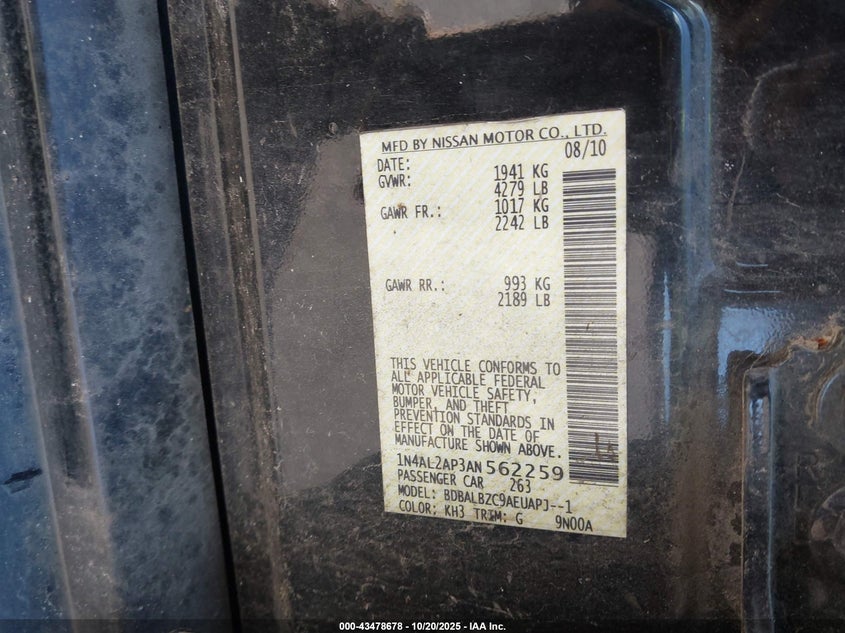 MFD BY NISSAN MOTOR CO., LTD.
DATE: 08/10
GVWR: 1941 KG
4279 LB
GAWR FR.: 1017 KG
2242 LB
GAWR RR.: 993 KG
2189 LB
THIS VEHICLE CONFORMS TO
ALL APPLICABLE FEDERAL
MOTOR VEHICLE SAFETY,
BUMPER, AND THEFT
PREVENTION STANDARDS IN
EFFECT ON THE DATE OF
MANUFACTURE SHOWN ABOVE.
1N4AL2AP3AN562259
PASSENGER CAR 263
MODEL: BDBALBZC9AEUAPJ--1
COLOR: KH3 TRIM: G 9N00A
000-43478678 - 10/20/2025 - IAA Inc.